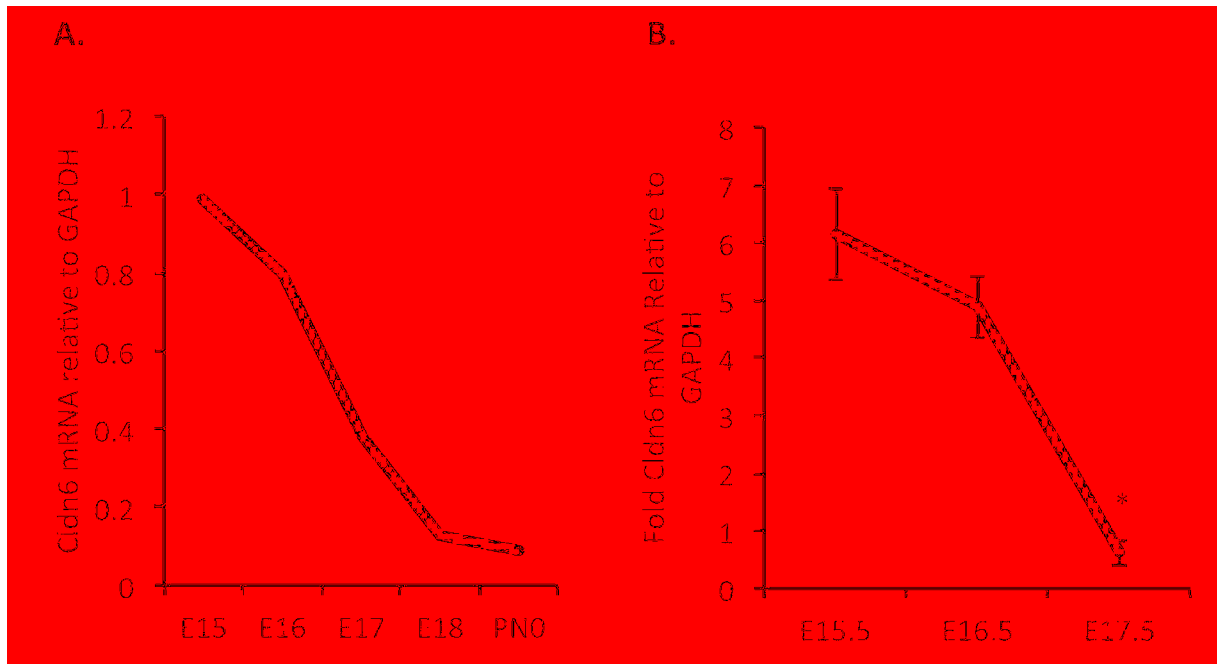 A.
Cldn6 mRNA relative to GAPDH
1.2
1
0.8
0.6
0.4
0.2
0
E15 E16 E17 E18 PN0
B.
Fold Cldn6 mRNA Relative to
GAPDH
8
7
6
5
4
3
2
1
0
*
E15.5 E16.5 E17.5